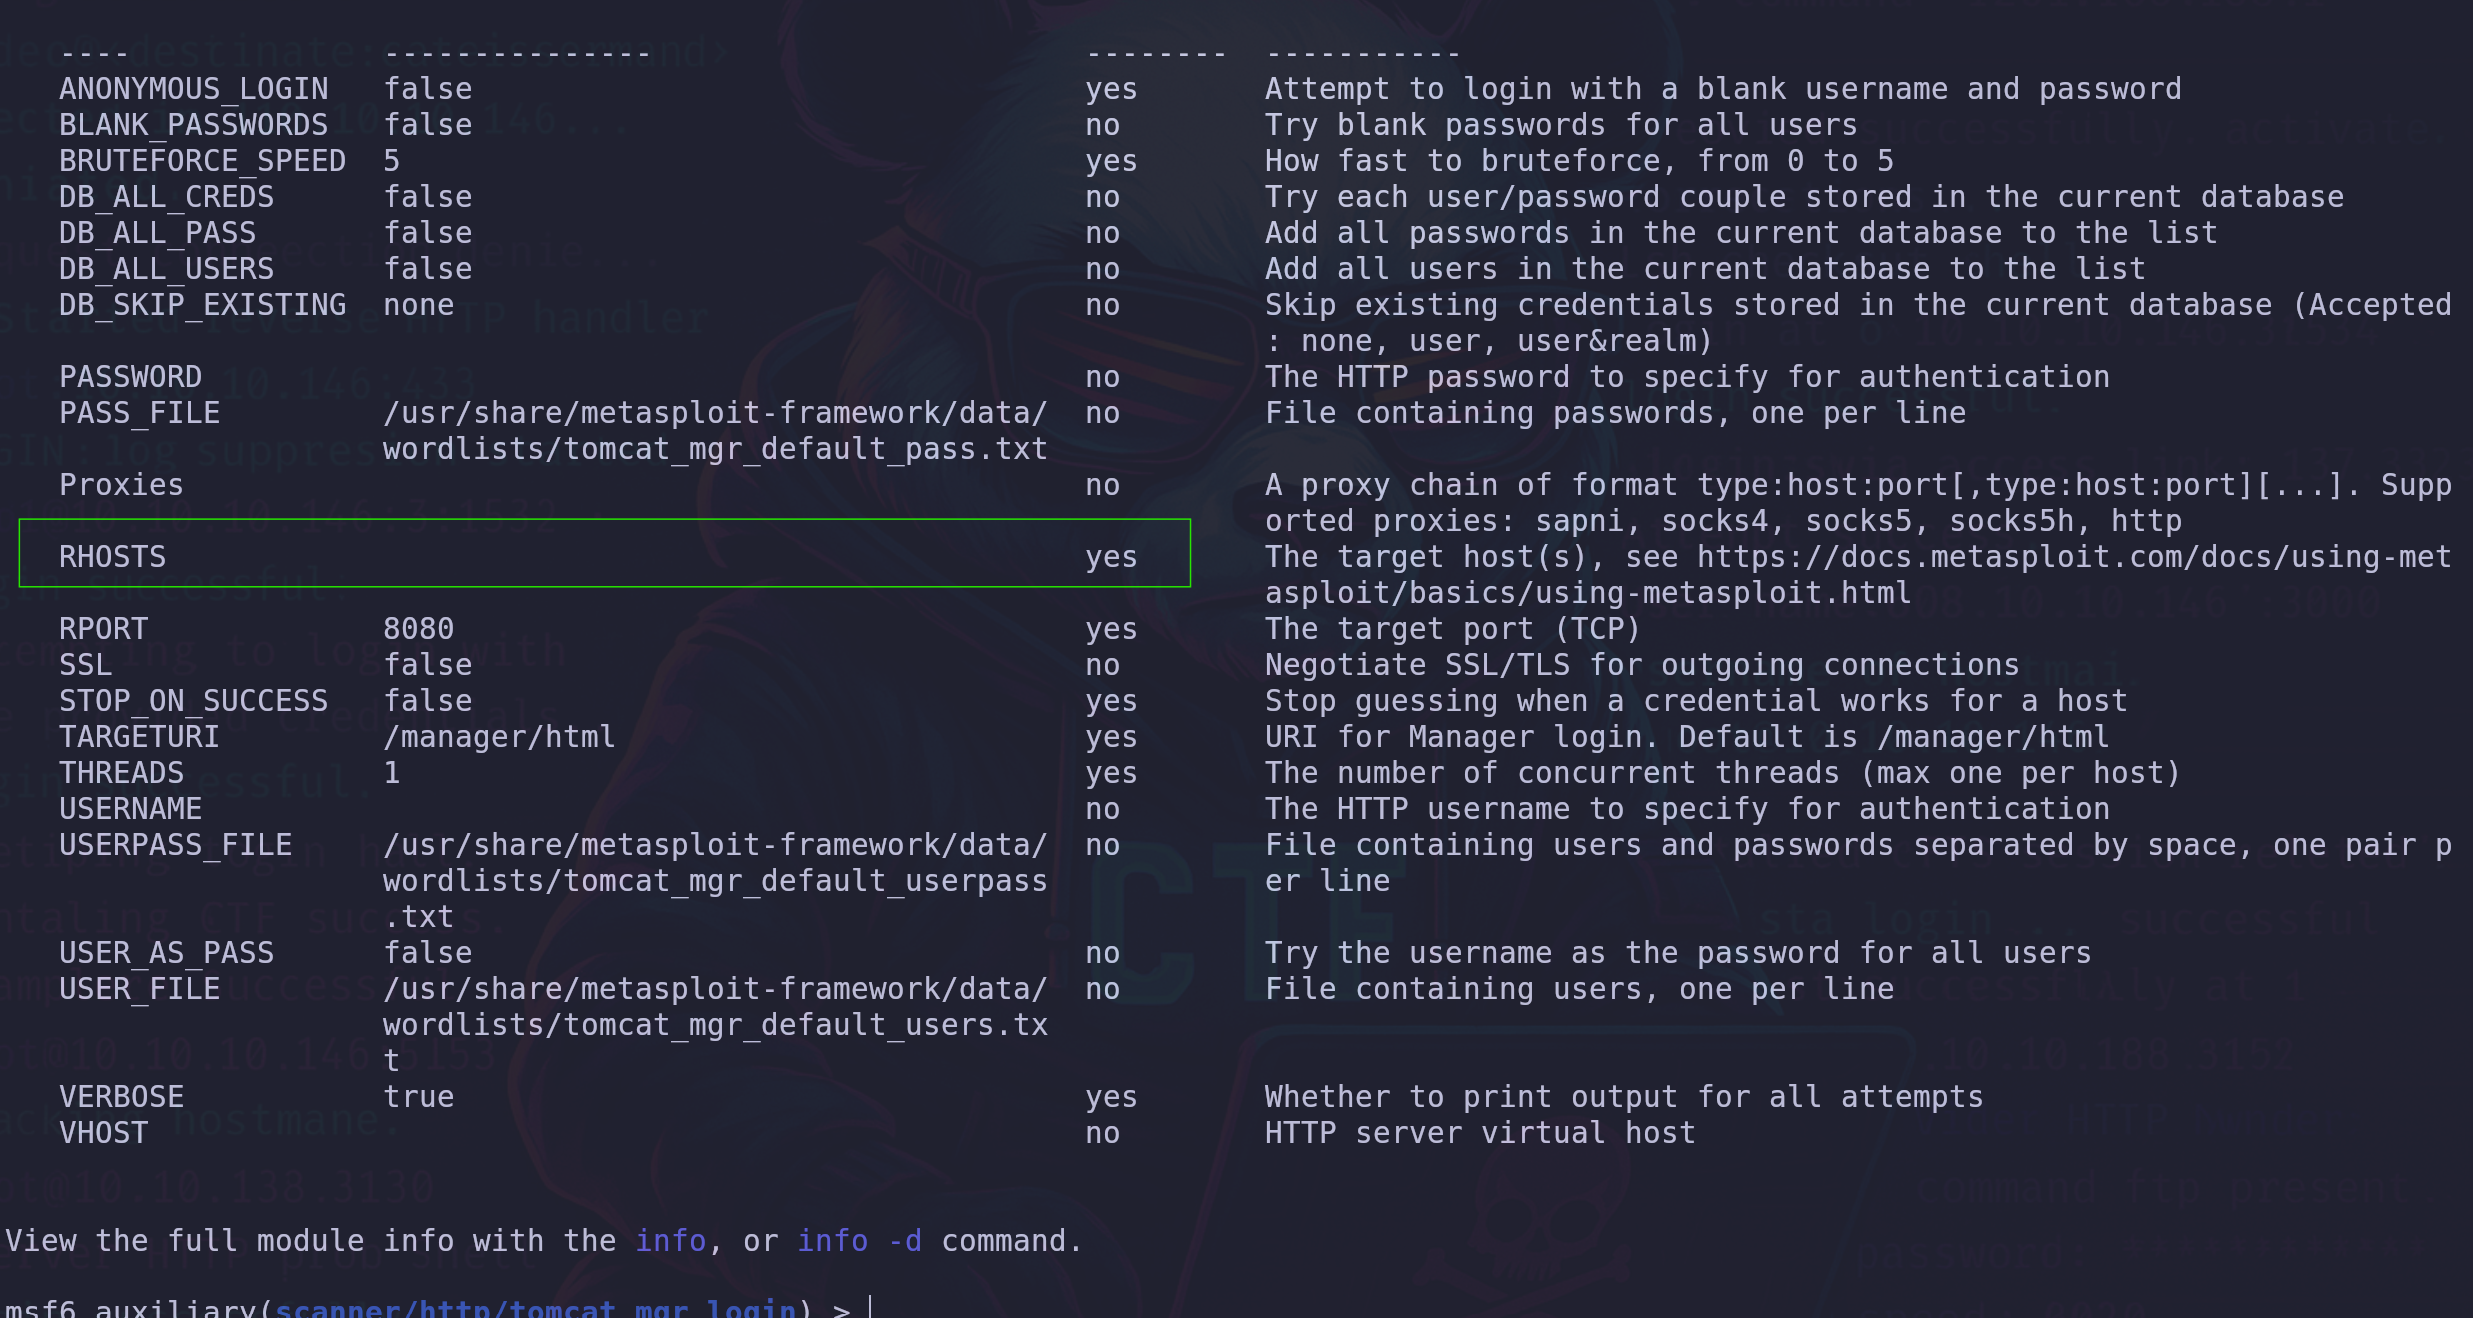 ----               ---------------                        --------  -----------
ANONYMOUS_LOGIN   false                                  yes       Attempt to login with a blank username and password
BLANK_PASSWORDS   false                                  no        Try blank passwords for all users
BRUTEFORCE_SPEED  5                                      yes       How fast to bruteforce, from 0 to 5
DB_ALL_CREDS      false                                  no        Try each user/password couple stored in the current database
DB_ALL_PASS       false                                  no        Add all passwords in the current database to the list
DB_ALL_USERS      false                                  no        Add all users in the current database to the list
DB_SKIP_EXISTING  none                                   no        Skip existing credentials stored in the current database (Accepted
: none, user, user&realm)
PASSWORD                                                 no        The HTTP password to specify for authentication
PASS_FILE         /usr/share/metasploit-framework/data/  no        File containing passwords, one per line
wordlists/tomcat_mgr_default_pass.txt
Proxies                                                  no        A proxy chain of format type:host:port[,type:host:port][...]. Supp
orted proxies: sapni, socks4, socks5, socks5h, http
RHOSTS                                                   yes       The target host(s), see https://docs.metasploit.com/docs/using-met
asploit/basics/using-metasploit.html
RPORT             8080                                   yes       The target port (TCP)
SSL               false                                  no        Negotiate SSL/TLS for outgoing connections
STOP_ON_SUCCESS   false                                  yes       Stop guessing when a credential works for a host
TARGETURI         /manager/html                          yes       URI for Manager login. Default is /manager/html
THREADS           1                                      yes       The number of concurrent threads (max one per host)
USERNAME                                                 no        The HTTP username to specify for authentication
USERPASS_FILE     /usr/share/metasploit-framework/data/  no        File containing users and passwords separated by space, one pair p
wordlists/tomcat_mgr_default_userpass  er line
.txt
USER_AS_PASS      false                                  no        Try the username as the password for all users
USER_FILE         /usr/share/metasploit-framework/data/  no        File containing users, one per line
wordlists/tomcat_mgr_default_users.tx
t
VERBOSE           true                                   yes       Whether to print output for all attempts
VHOST                                                    no        HTTP server virtual host
View the full module info with the info, or info -d command.
msf6 auxiliary(scanner/http/tomcat_mgr_login) >
CTF